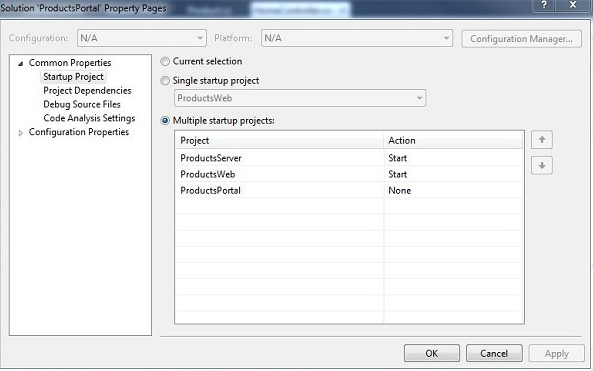 Solution 'ProductsPortal' Property Pages
? X
Configuration: N/A Platform: N/A Configuration Manager...
Common Properties
Startup Project
Project Dependencies
Debug Source Files
Code Analysis Settings
Configuration Properties
Current selection
Single startup project
ProductsWeb
Multiple startup projects:
Project Action
ProductsServer Start
ProductsWeb Start
ProductsPortal None
OK Cancel Apply